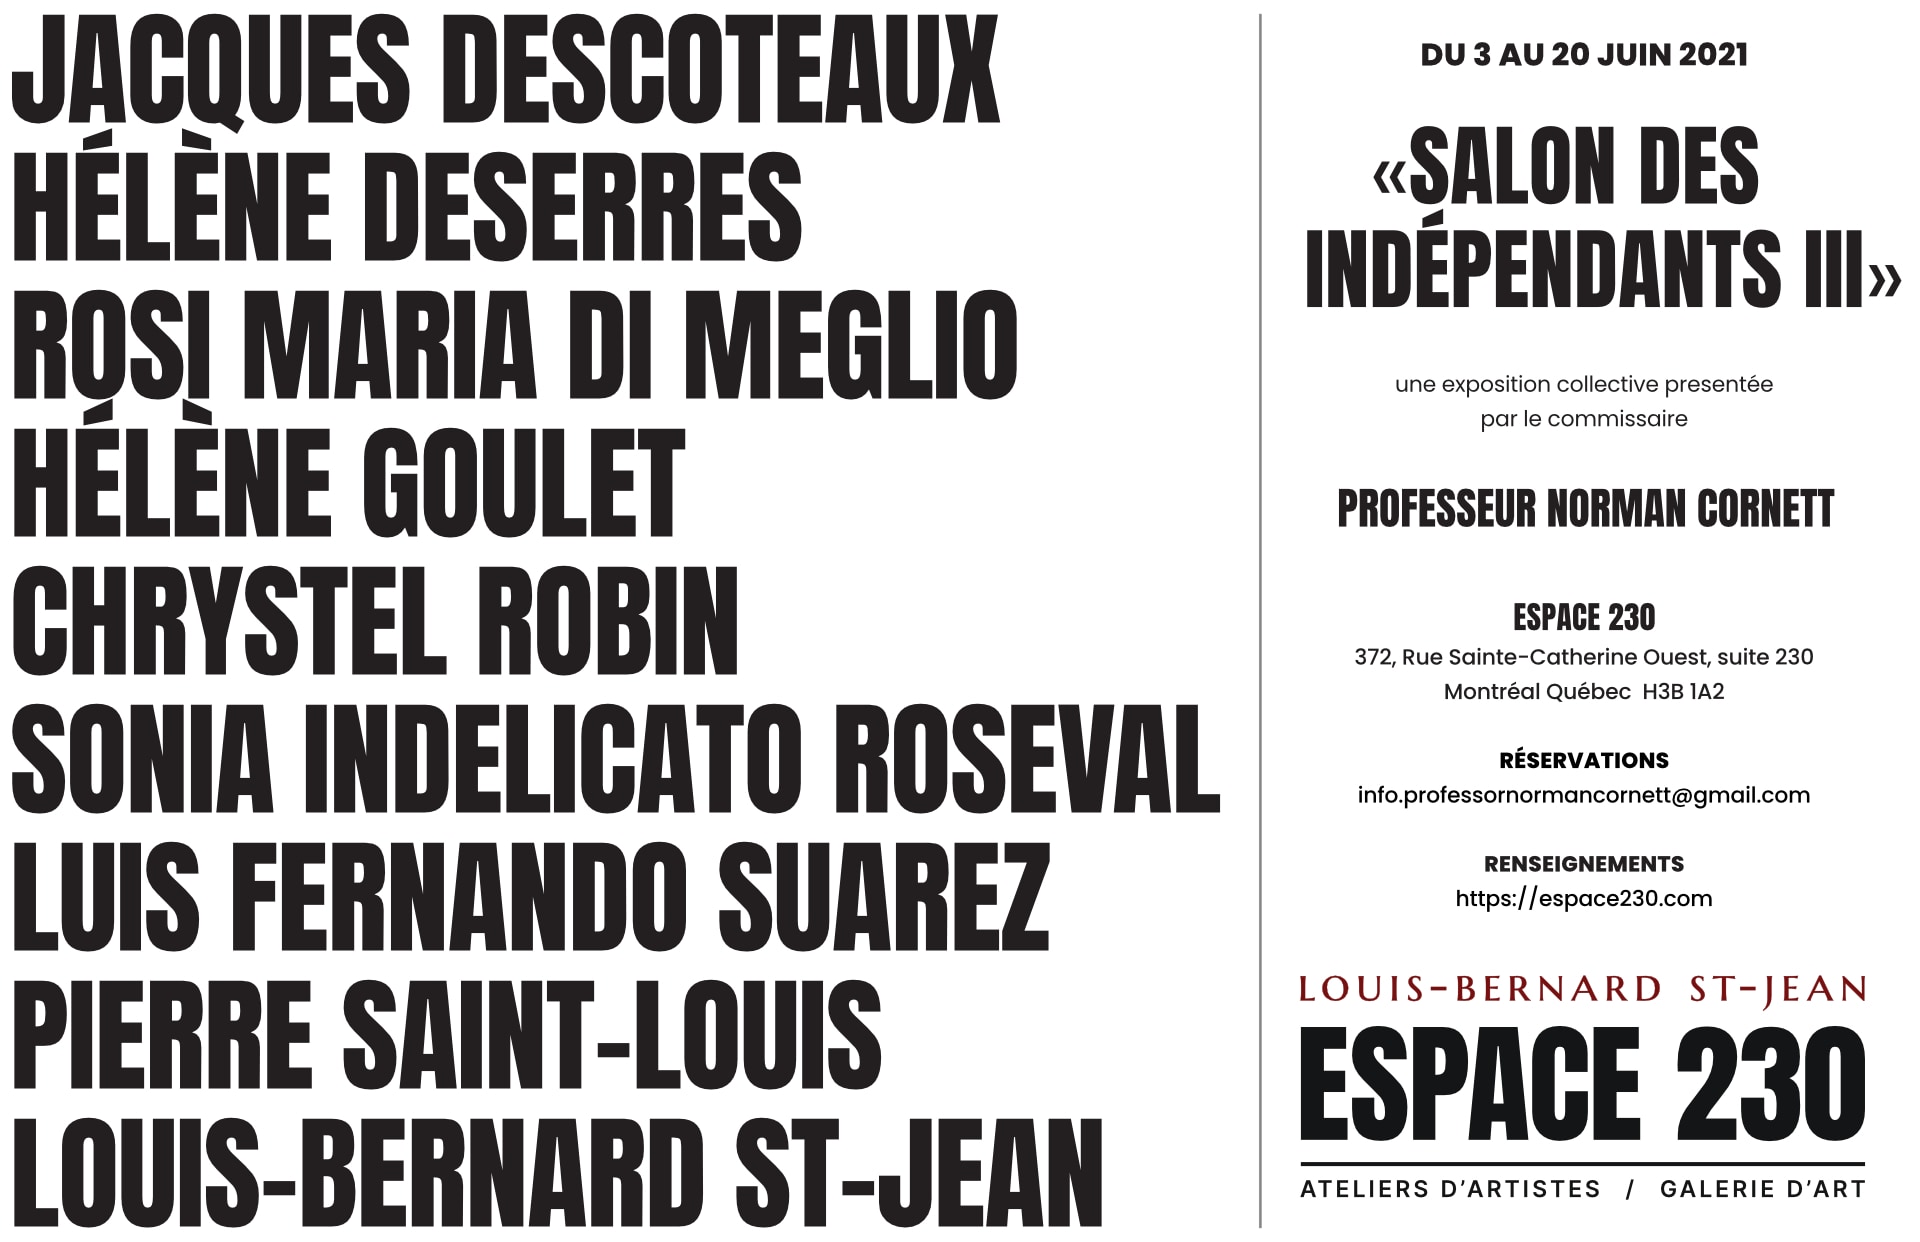 JACQUES DESCOTEAUX
HÉLÈNE DESERRES
ROSI MARIA DI MEGLIO
HÉLÈNE GOULET
CHRYSTEL ROBIN
SONIA INDELICATO ROSEVAL
LUIS FERNANDO SUAREZ
PIERRE SAINT-LOUIS
LOUIS-BERNARD ST-JEAN
DU 3 AU 20 JUIN 2021
«SALON DES
INDÉPENDANTS III»
une exposition collective presentée
par le commissaire
PROFESSEUR NORMAN CORNETT
ESPACE 230
372, Rue Sainte-Catherine Ouest, suite 230
Montréal Québec H3B 1A2
RÉSERVATIONS
info.professornormancornett@gmail.com
RENSEIGNEMENTS
https://espace230.com
LOUIS-BERNARD ST-JEAN
ESPACE 230
ATELIERS D’ARTISTES / GALERIE D’ART